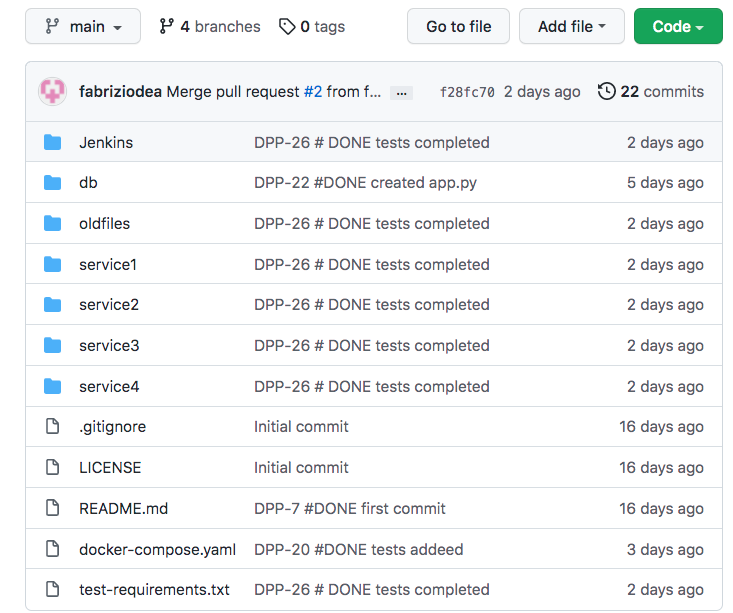 main 4 branches 0 tags Go to file Add file Code
fabriziodea Merge pull request #2 from f... ... f28fc70 2 days ago 22 commits
Jenkins DPP-26 # DONE tests completed 2 days ago
db DPP-22 #DONE created app.py 5 days ago
oldfiles DPP-26 # DONE tests completed 2 days ago
service1 DPP-26 # DONE tests completed 2 days ago
service2 DPP-26 # DONE tests completed 2 days ago
service3 DPP-26 # DONE tests completed 2 days ago
service4 DPP-26 # DONE tests completed 2 days ago
.gitignore Initial commit 16 days ago
LICENSE Initial commit 16 days ago
README.md DPP-7 #DONE first commit 16 days ago
docker-compose.yaml DPP-20 #DONE tests addeed 3 days ago
test-requirements.txt DPP-26 # DONE tests completed 2 days ago